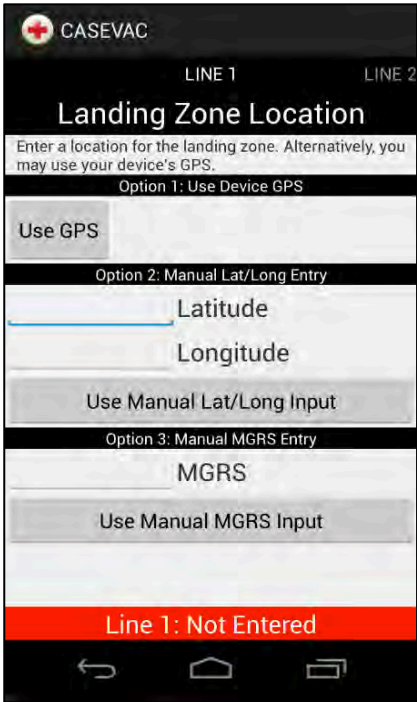 CASEVAC
LINE 1
LINE 2
Landing Zone Location
Enter a location for the landing zone. Alternatively, you
may use your device's GPS.
Option 1: Use Device GPS
Use GPS
Option 2: Manual Lat/Long Entry
Latitude
Longitude
Use Manual Lat/Long Input
Option 3: Manual MGRS Entry
MGRS
Use Manual MGRS Input
Line 1: Not Entered